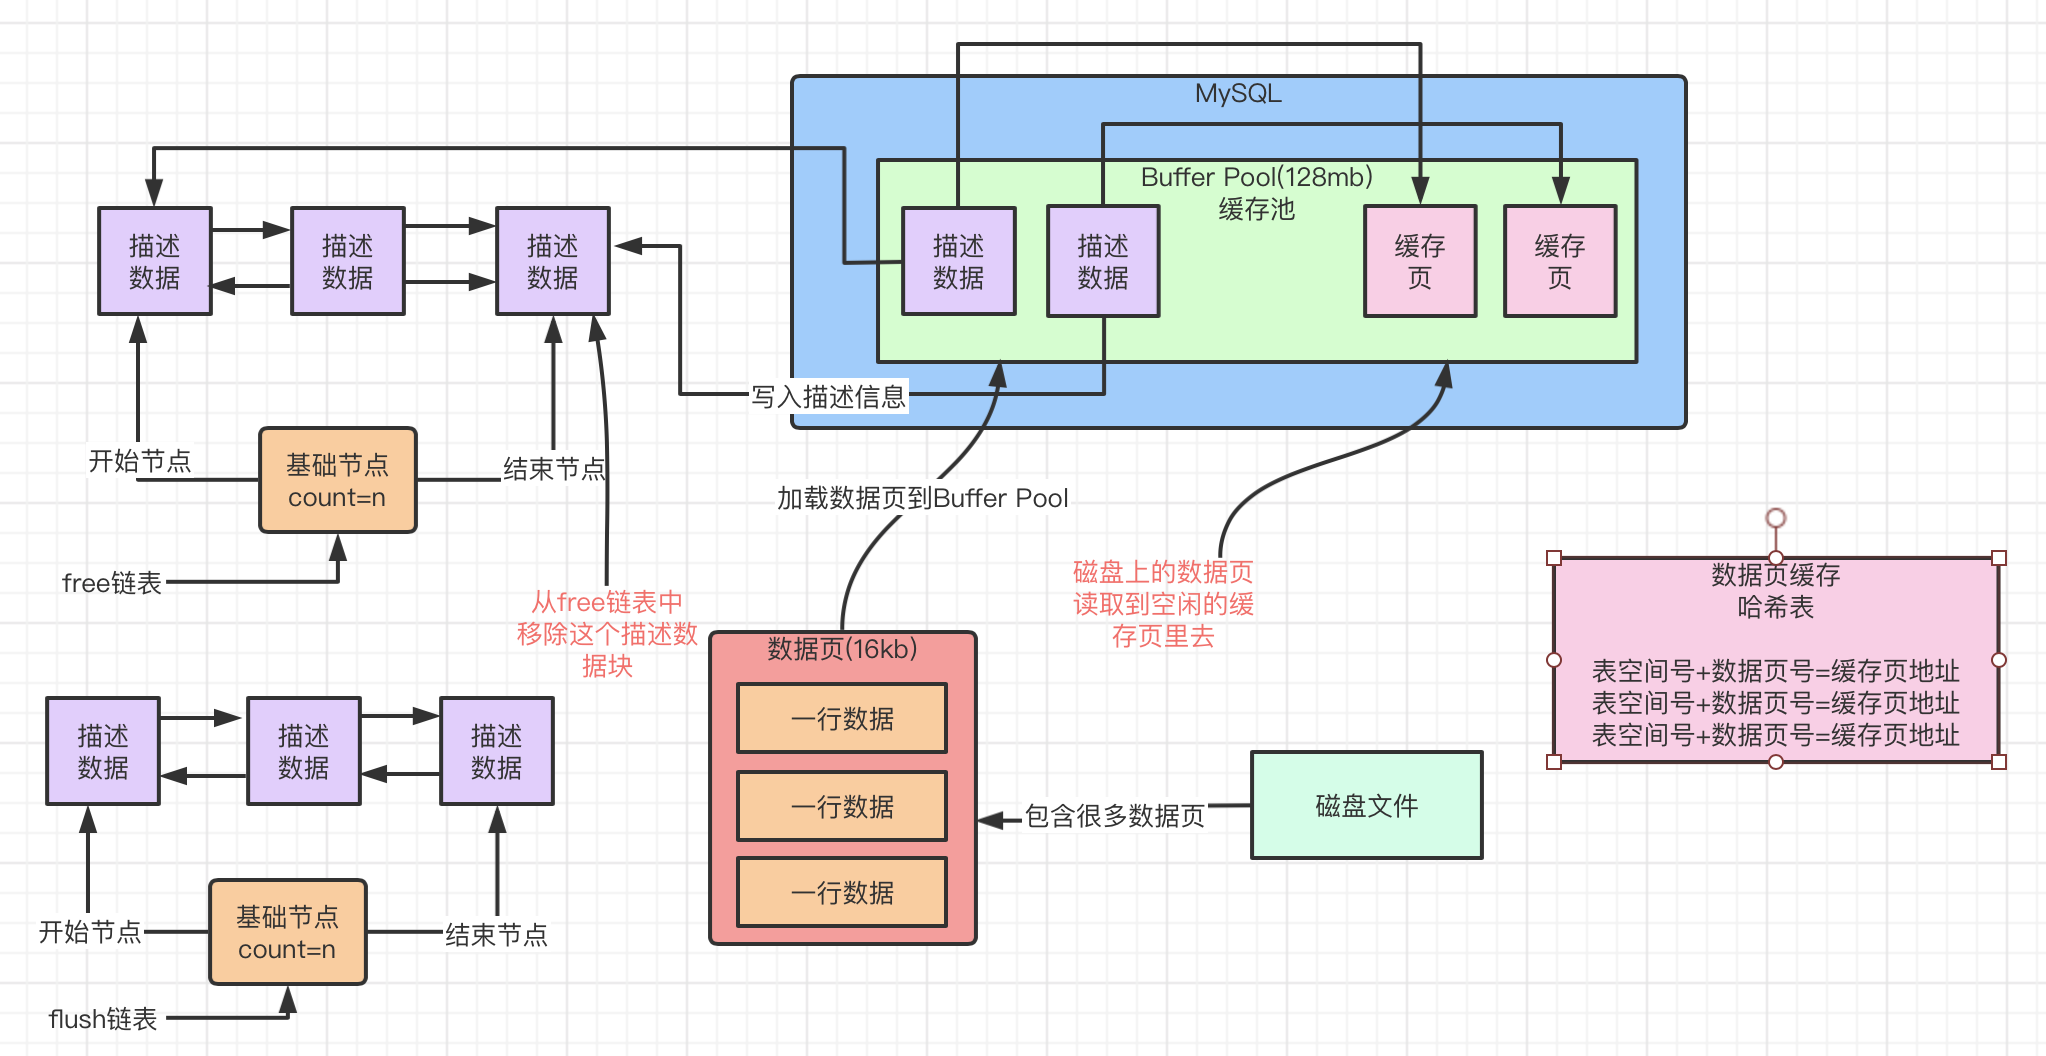 MySQL
Buffer Pool(128mb)
缓存池
描述
数据
描述
数据
描述
数据
描述
数据
描述
数据
缓存
页
缓存
页
写入描述信息
开始节点
基础节点
count=n
结束节点
加载数据页到Buffer Pool
free链表
从free链表中
移除这个描述数
据块
磁盘上的数据页
读取到空闲的缓
存页里去
数据页缓存
哈希表
表空间号+数据页号=缓存页地址
表空间号+数据页号=缓存页地址
表空间号+数据页号=缓存页地址
数据页(16kb)
一行数据
一行数据
一行数据
包含很多数据页
磁盘文件
描述
数据
描述
数据
描述
数据
开始节点
基础节点
count=n
结束节点
flush链表